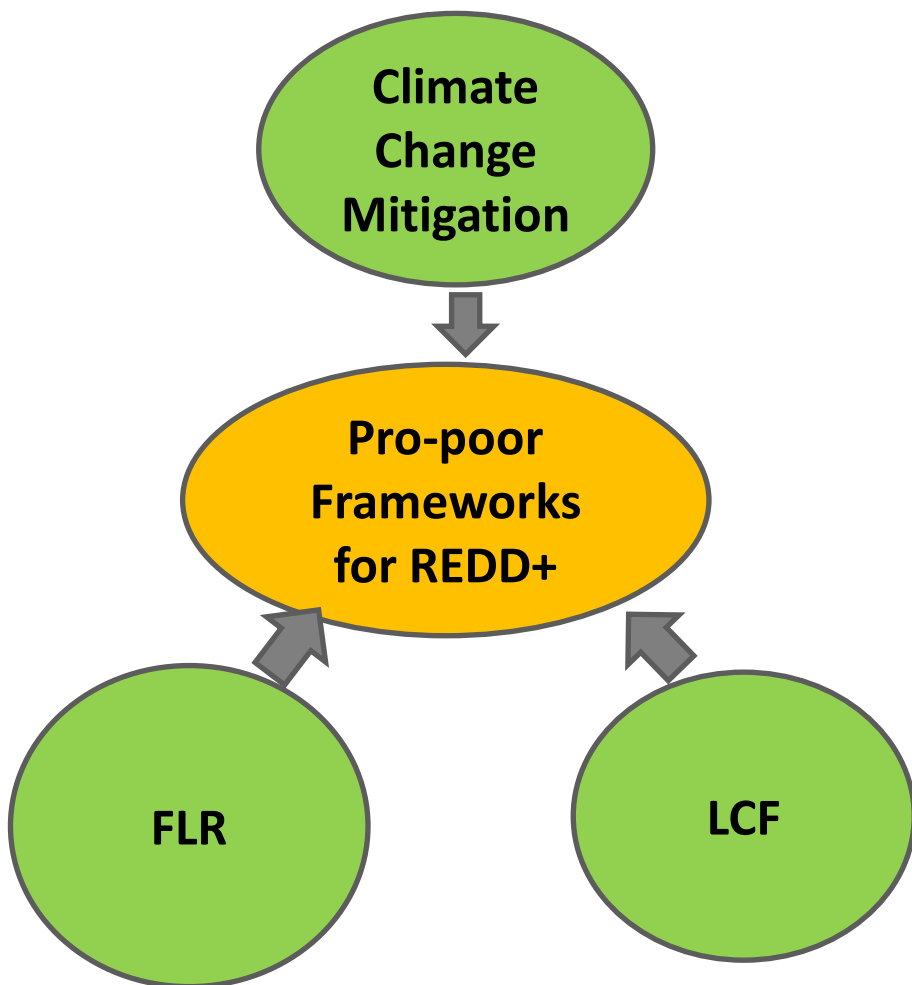 Climate
Change
Mitigation
Pro-poor
Frameworks
for REDD+
FLR
LCF